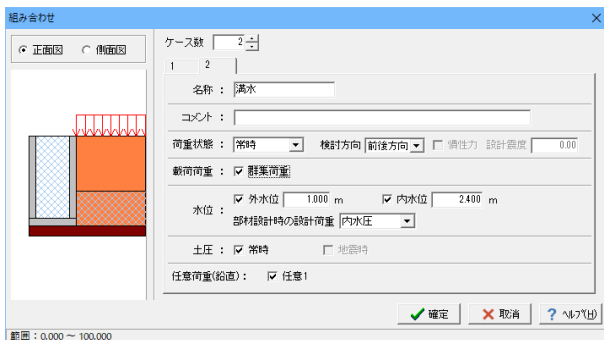 組み合わせ
正面図 側面図
ケース数 2
1 2
名称 : 満水
コメント :
荷重状態 : 常時 検討方向 前後方向 慣性力 設計震度 0.00
載荷荷重 : 群集荷重
水位 : 外水位 1.000 m 内水位 2.400 m
部材設計時の設計荷重 内水圧
土圧 : 常時 地震時
任意荷重(鉛直) : 任意1
確定 取消 ? ヘルプ(H)
範囲 : 0.000 ~ 100.000